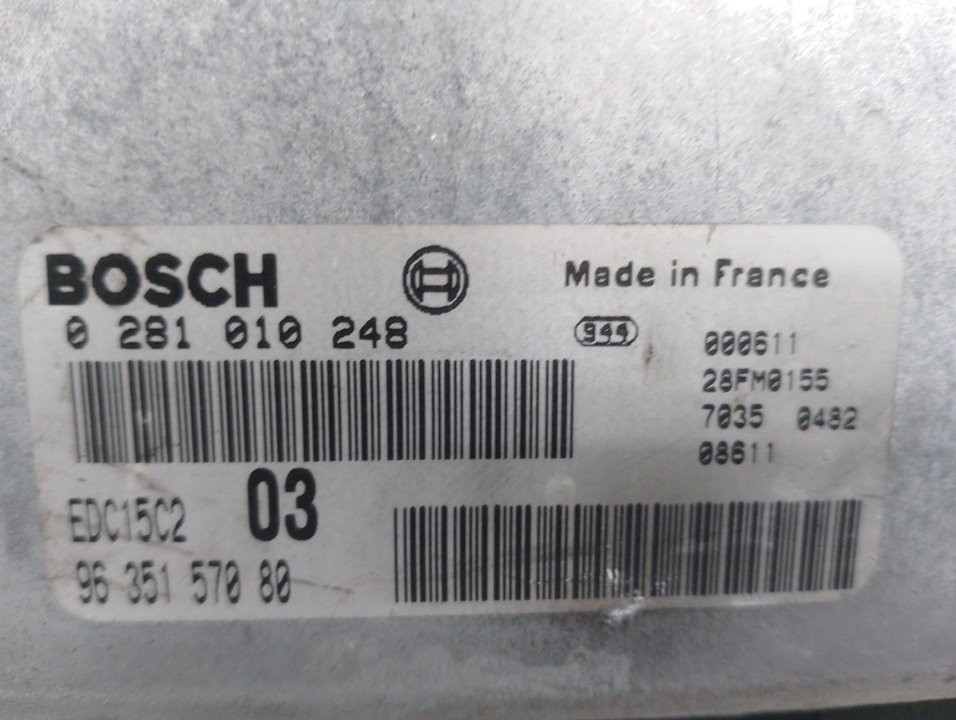 BOSCH
Made in France
0 281 010 248
944
000611
28FM0155
7035 0482
08611
EDC15C2 03
96 351 570 80